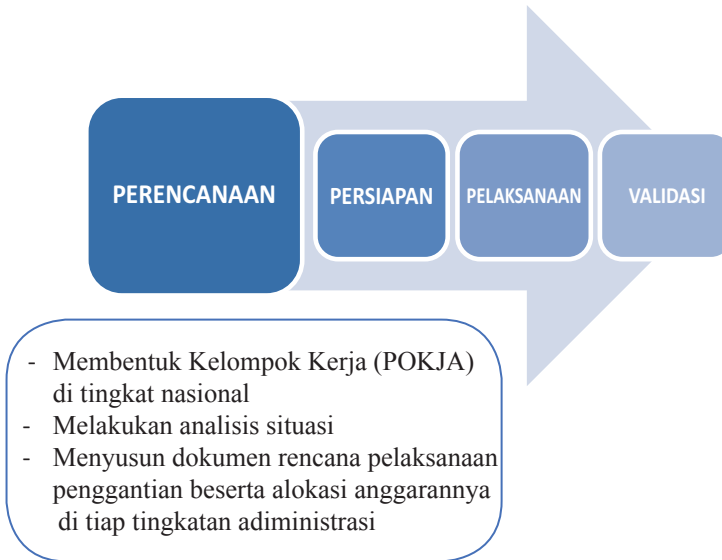 PERENCANAAN
PERSIAPAN
PELAKSANAAN
VALIDASI
- Membentuk Kelompok Kerja (POKJA)
di tingkat nasional
- Melakukan analisis situasi
- Menyusun dokumen rencana pelaksanaan
penggantian beserta alokasi anggarannya
di tiap tingkatan adiministrasi